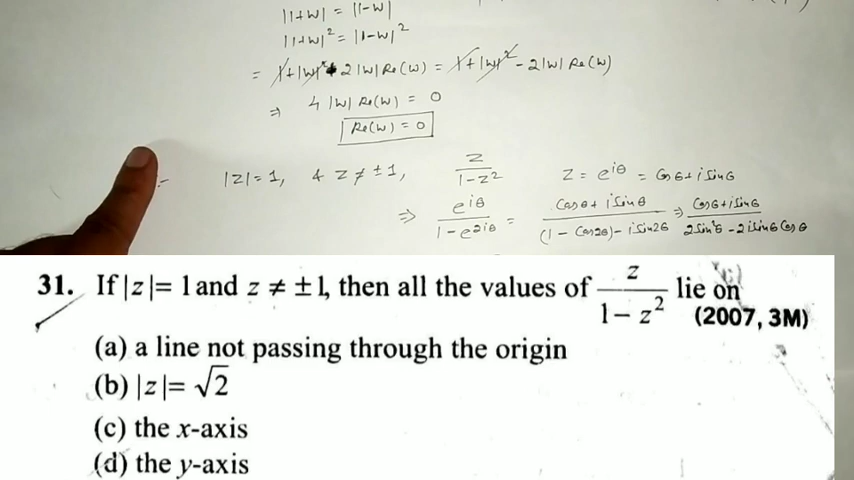 |1+w| = |1-w|
|1+w|² = |1-w|²
= 1+|w|²+2|w| Re(w) = 1+|w|² - 2|w| Re(w)
⇒ 4 |w| Re(w) = 0
Re(w) = 0
|z|=1, & z ≠ ±1, z/(1-z²) z = e^{iθ} = cosθ + i sinθ
⇒ e^{iθ}/(1-e^{2iθ}) = (cosθ + i sinθ)/((1 - cos2θ) - i sin2θ) ⇒ (cosθ + i sinθ)/(2sin²θ - 2i sinθ cosθ)
31. If |z|= 1 and z ≠ ±1, then all the values of z/(1-z²) lie on
(2007, 3M)
(a) a line not passing through the origin
(b) |z|= √2
(c) the x-axis
(d) the y-axis